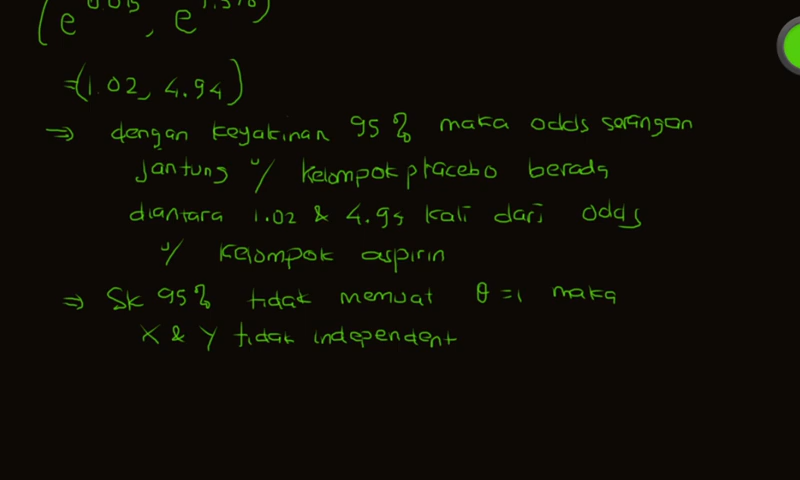 (e , e )
=(1.02, 4.94)
⇒ dengan keyakinan 95% maka odds serangan
jantung u/ kelompok placebo berada
diantara 1.02 & 4.94 kali dari odds
u/ kelompok aspirin
⇒ SK 95% tidak memuat θ=1 maka
X & Y tidak independent